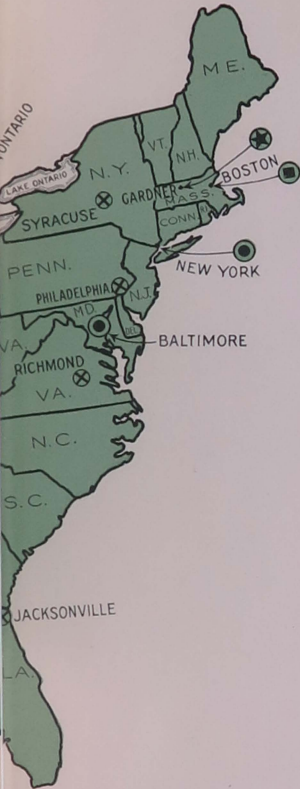 M.E.
ONTARIO
VT.
N.H.
LAKE ONTARIO
N.Y.
BOSTON
GARDNER
MASS.
SYRACUSE
CONN.
R.I.
NEW YORK
PENN.
PHILADELPHIA
N.J.
MD.
DEL.
BALTIMORE
VA.
RICHMOND
VA.
N.C.
S.C.
JACKSONVILLE
LA.